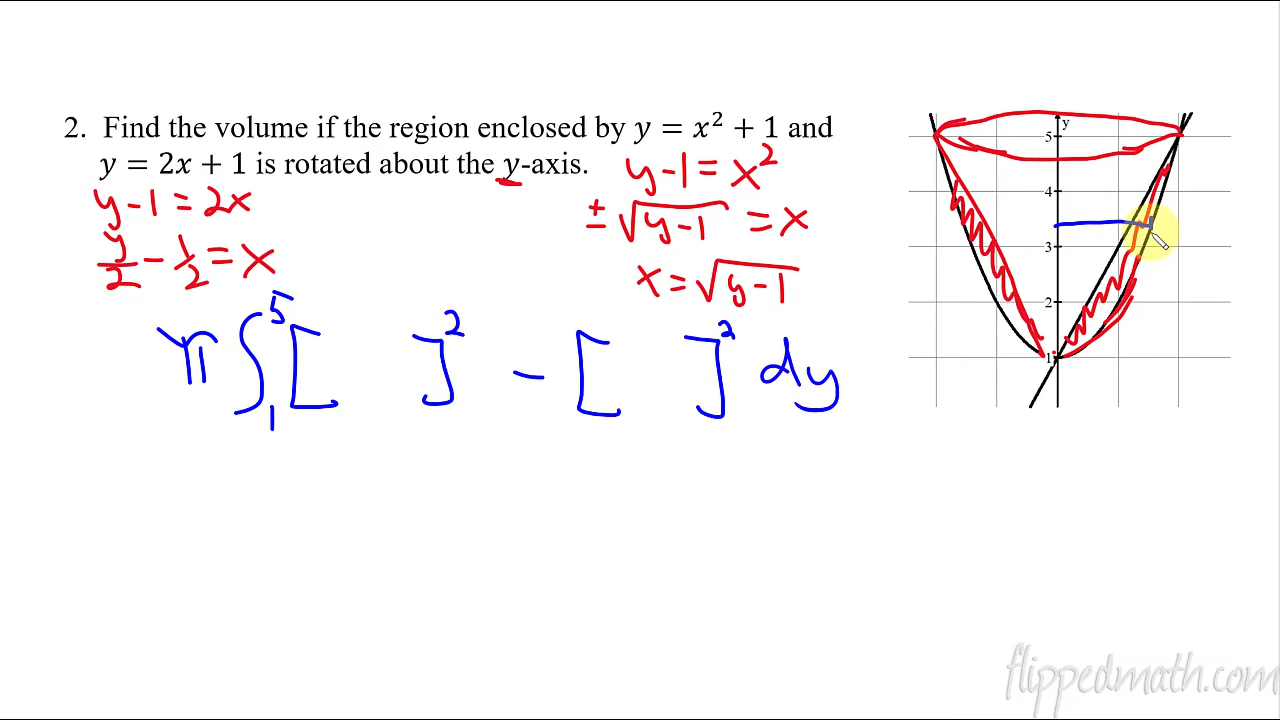 2. Find the volume if the region enclosed by y = x² + 1 and
y = 2x + 1 is rotated about the y-axis.
y - 1 = x²
y - 1 = 2x
± √(y - 1) = x
y/2 - 1/2 = x
x = √(y - 1)
π ∫₁⁵ [ ]² - [ ]² dy
y
5
4
3
2
1
flippedmath.com